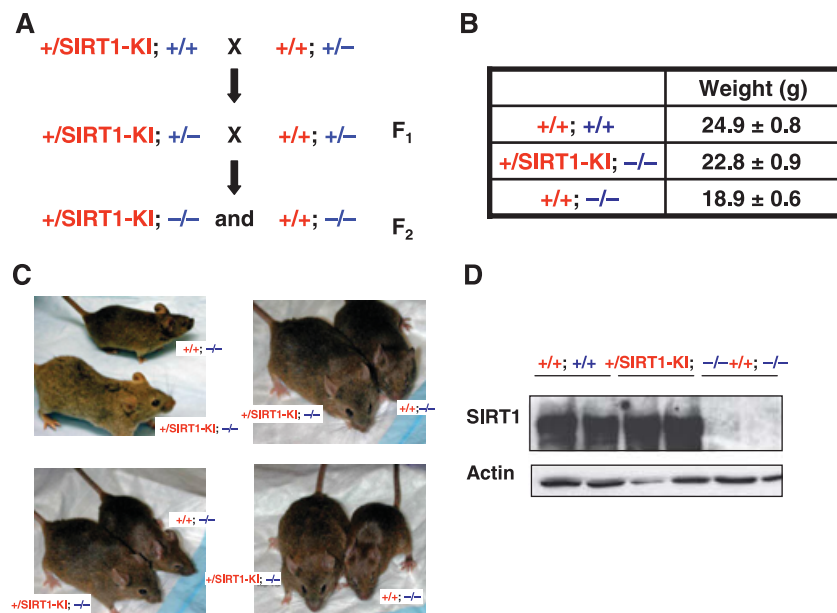 A
+/SIRT1-KI; +/+ X +/+; +/−
+/SIRT1-KI; +/− X +/+; +/− F1
+/SIRT1-KI; −/− and +/+; −/− F2
B
Weight (g)
+/+; +/+ 24.9 ± 0.8
+/SIRT1-KI; −/− 22.8 ± 0.9
+/+; −/− 18.9 ± 0.6
C
+/+; −/−
+/SIRT1-KI; −/−
+/SIRT1-KI; −/−
+/+; −/−
+/+; −/−
+/SIRT1-KI; −/−
+/SIRT1-KI; −/−
+/+; −/−
D
+/+; +/+ +/SIRT1-KI; −/−+/+; −/−
SIRT1
Actin